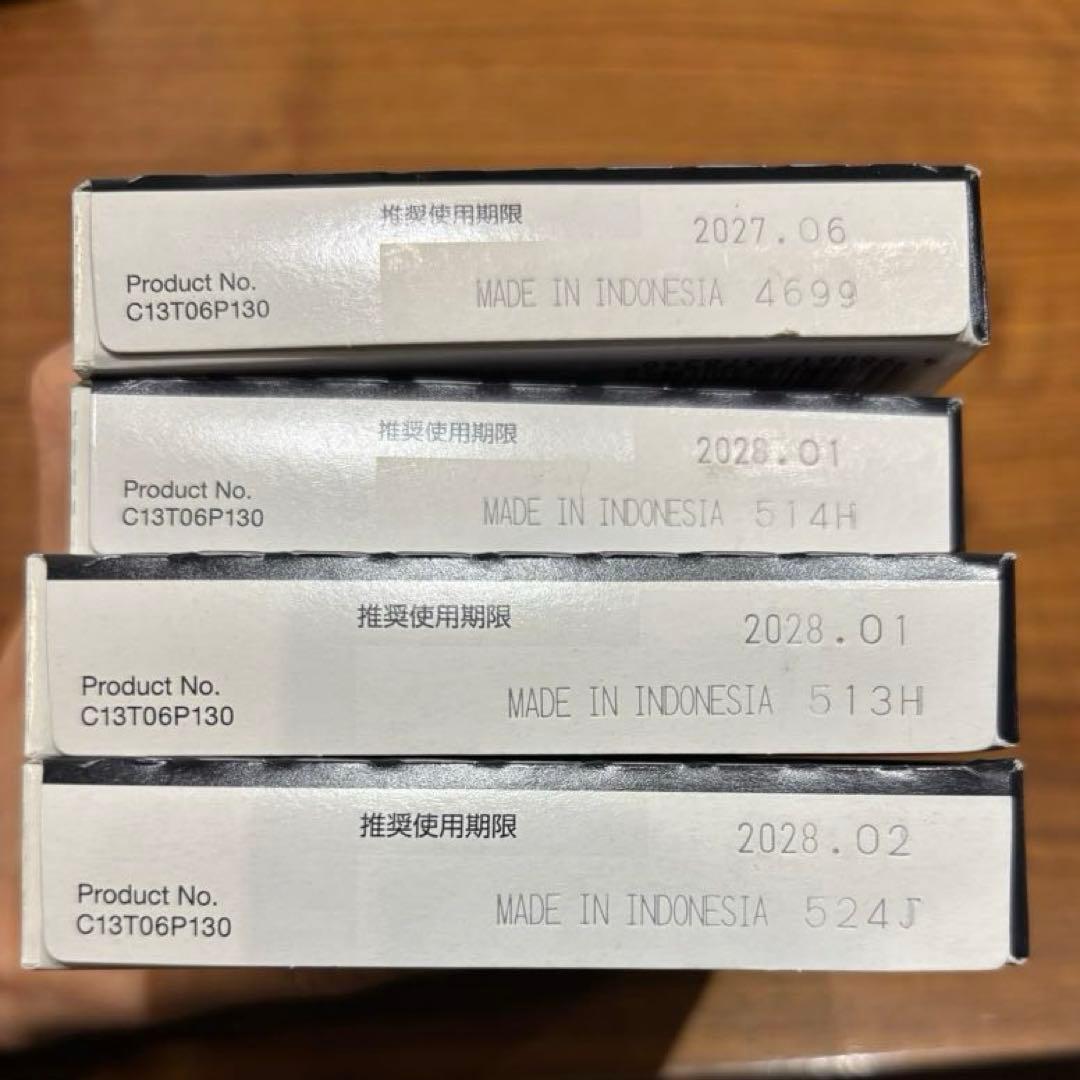 推奨使用期限
2027.06
Product No.
C13T06P130
MADE IN INDONESIA 4699
推奨使用期限
2028.01
Product No.
C13T06P130
MADE IN INDONESIA 514H
推奨使用期限
2028.01
Product No.
C13T06P130
MADE IN INDONESIA 513H
推奨使用期限
2028.02
Product No.
C13T06P130
MADE IN INDONESIA 524J